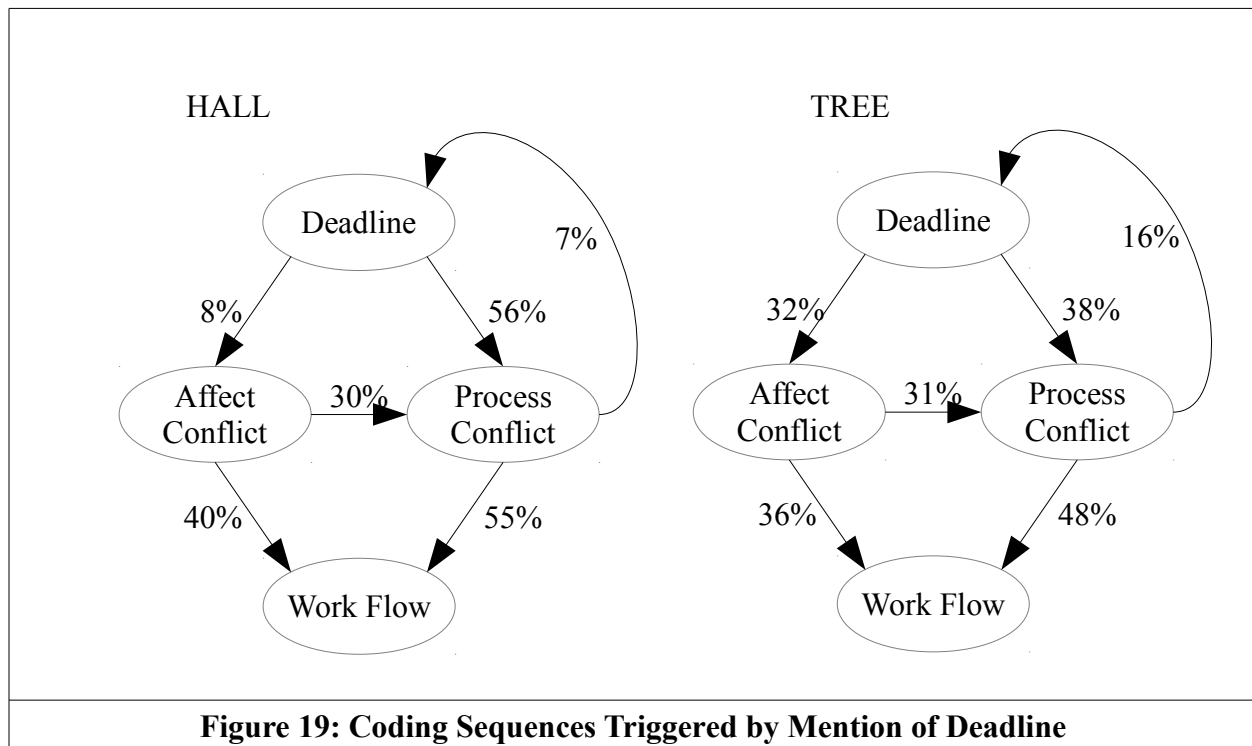 HALL
Deadline
7%
8%
56%
Affect
Conflict
30%
Process
Conflict
40%
55%
Work Flow
TREE
Deadline
16%
32%
38%
Affect
Conflict
31%
Process
Conflict
36%
48%
Work Flow
Figure 19: Coding Sequences Triggered by Mention of Deadline